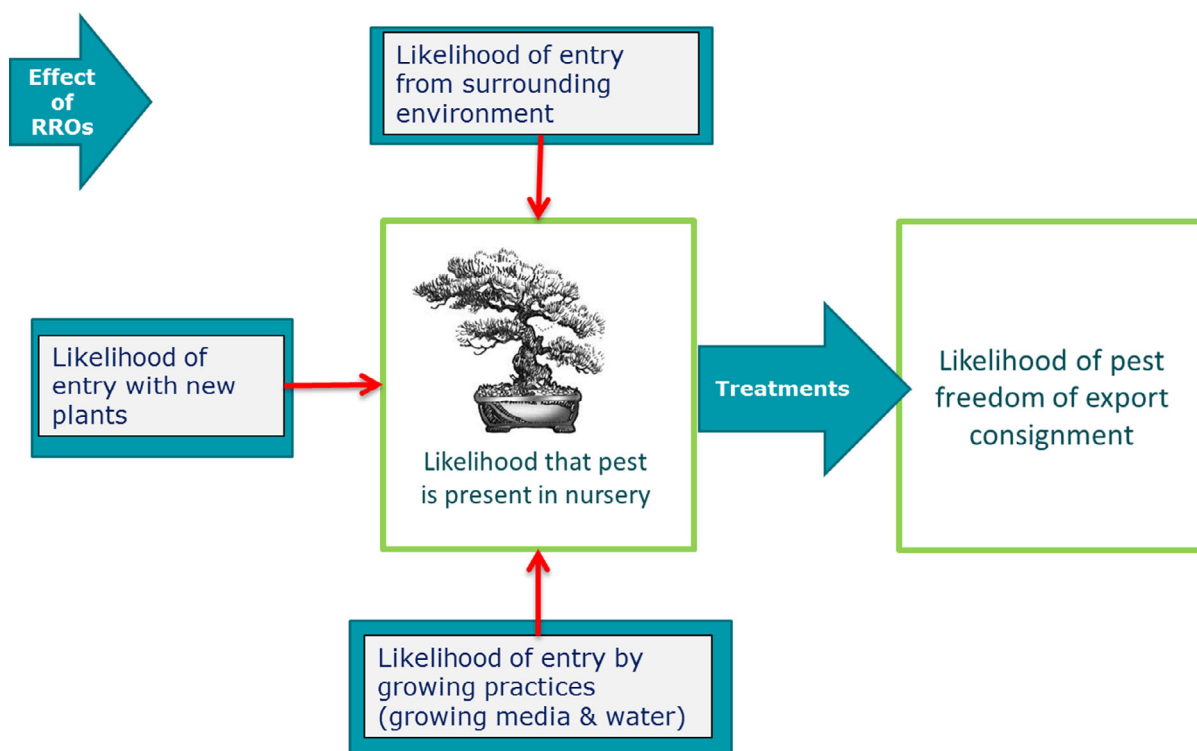 Effect
of
RROs
Likelihood of entry
from surrounding
environment
Likelihood of
entry with new
plants
Likelihood that pest
is present in nursery
Treatments
Likelihood of pest
freedom of export
consignment
Likelihood of entry by
growing practices
(growing media & water)